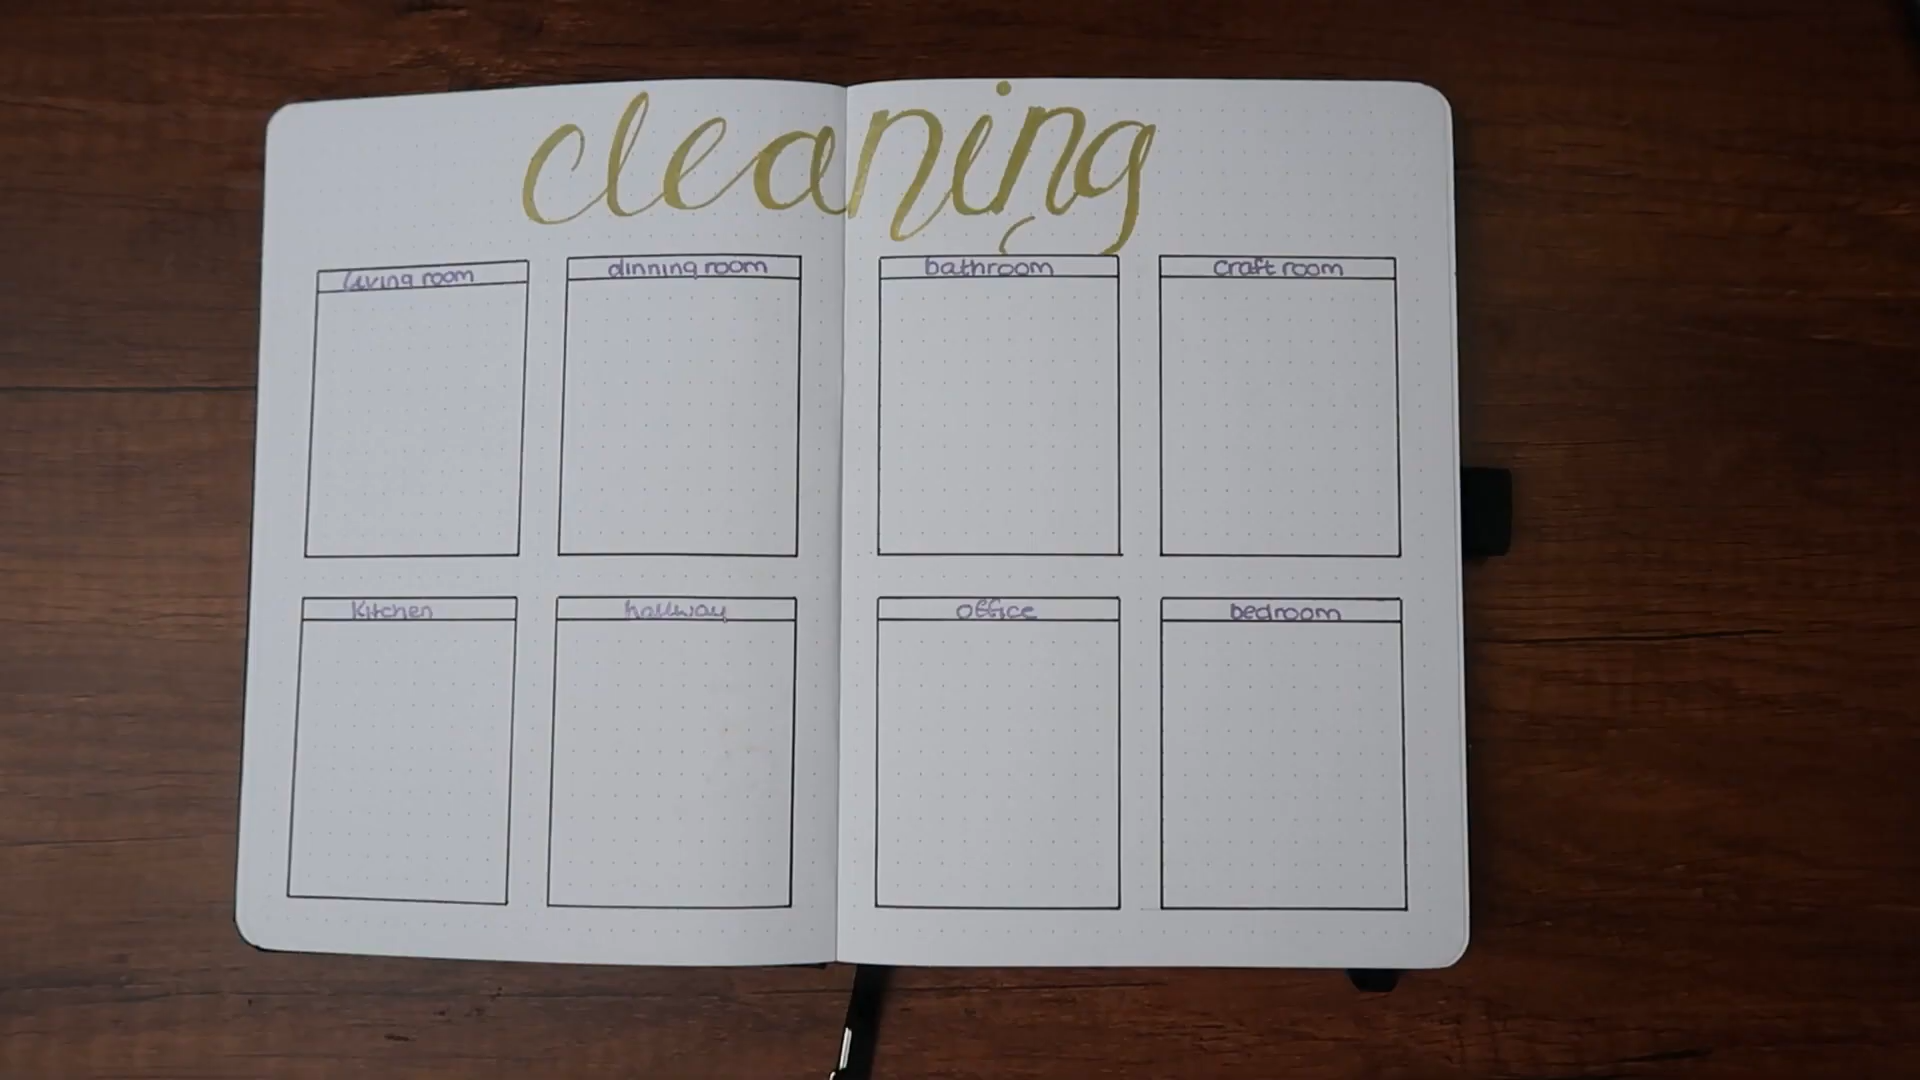 cleaning
living room
dinning room
bathroom
craft room
Kitchen
hallway
office
bedroom